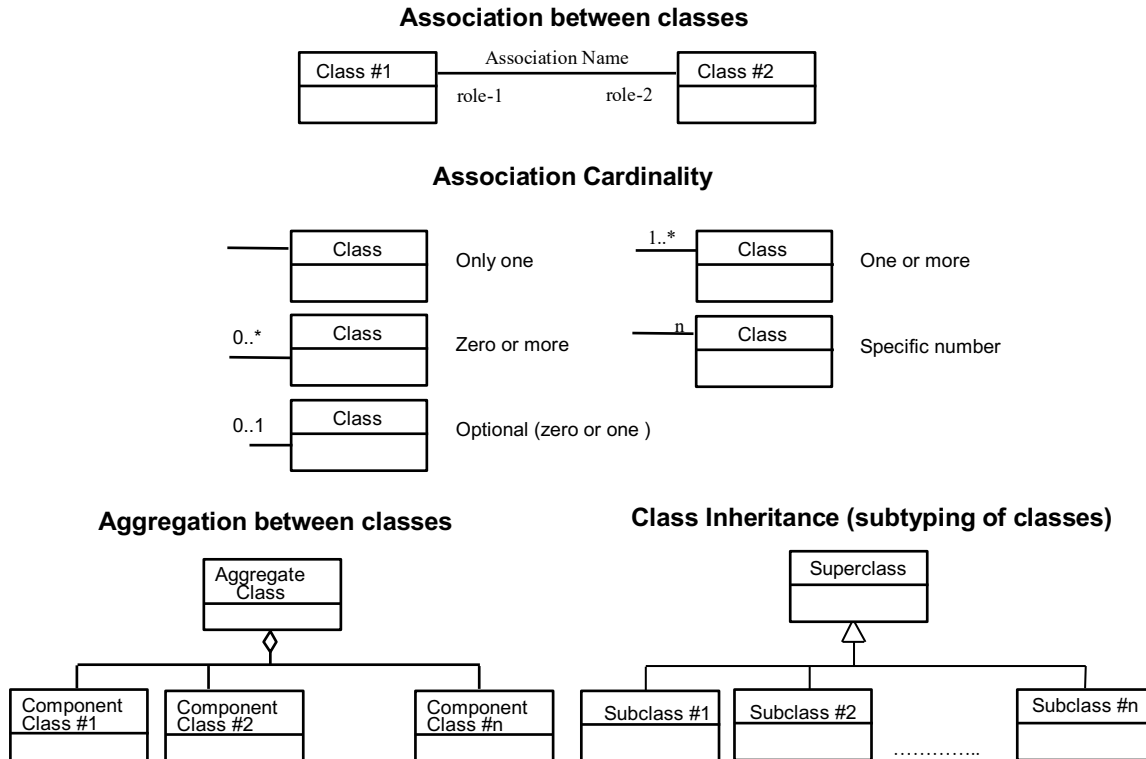 Association between classes
Class #1
Association Name
Class #2
role-1
role-2
Association Cardinality
Class
Only one
1..*
Class
One or more
0..*
Class
Zero or more
n
Class
Specific number
0..1
Class
Optional (zero or one )
Aggregation between classes
Aggregate
Class
Component
Class #1
Component
Class #2
Component
Class #n
Class Inheritance (subtyping of classes)
Superclass
Subclass #1
Subclass #2
…………..
Subclass #n